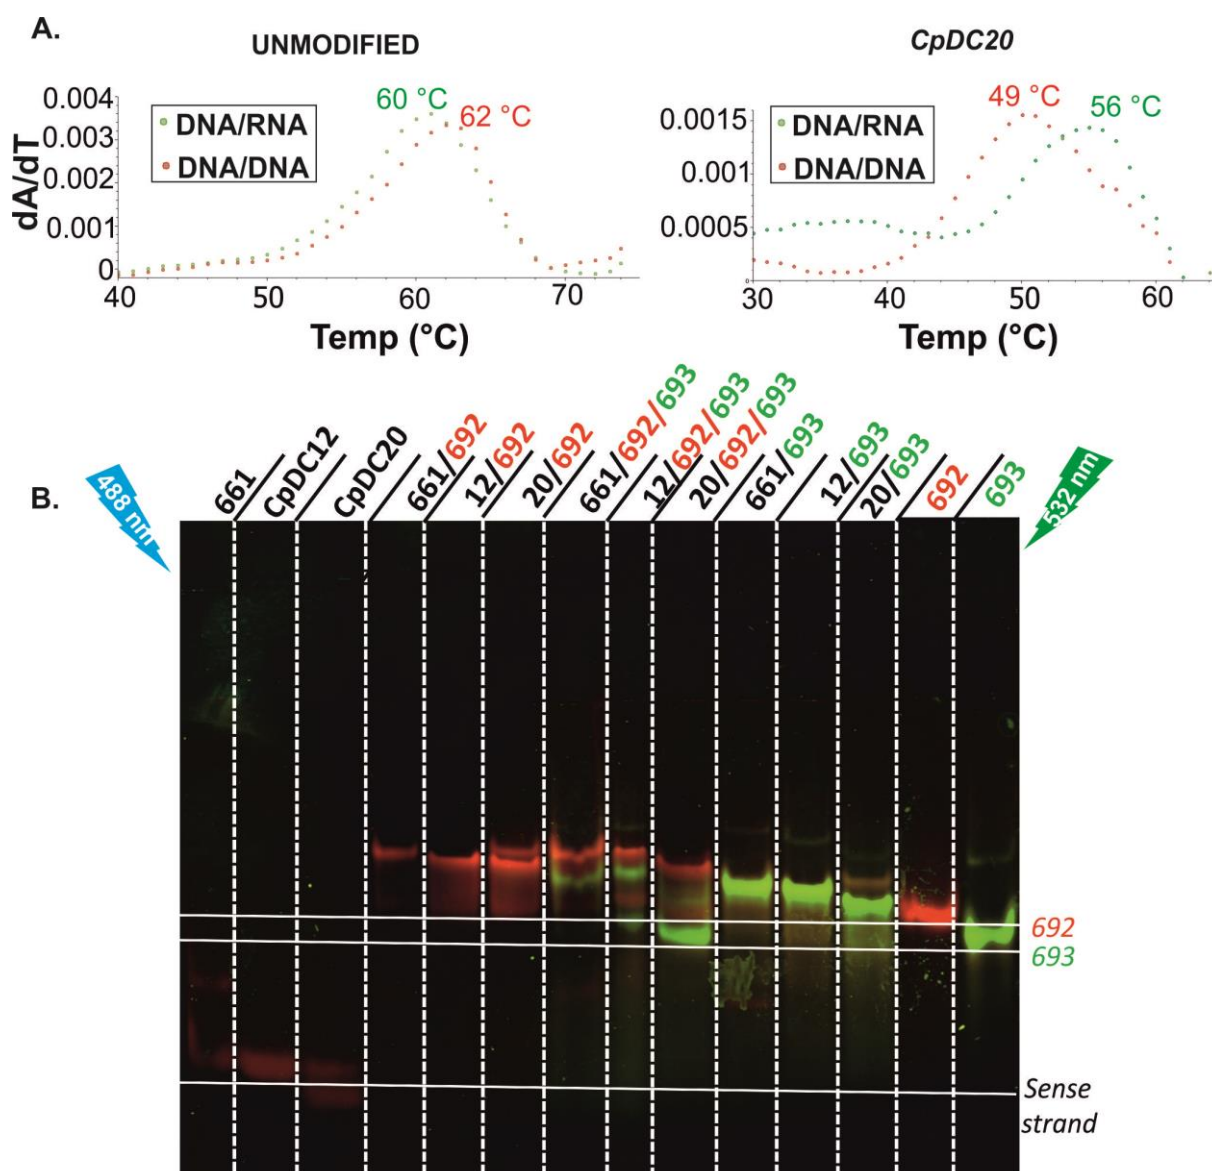 A.
UNMODIFIED
CpDC20
0.004
0.003
0.002
0.001
0
dA/dT
DNA/RNA
DNA/DNA
60 °C
62 °C
40
50
60
70
Temp (°C)
0.0015
0.001
0.0005
DNA/RNA
DNA/DNA
49 °C
56 °C
30
40
50
60
Temp (°C)
B.
488 nm
661
CpDC12
CpDC20
661/692
12/692
20/692
661/692/693
12/692/693
20/692/693
661/693
12/693
20/693
692
693
532 nm
692
693
Sense
strand